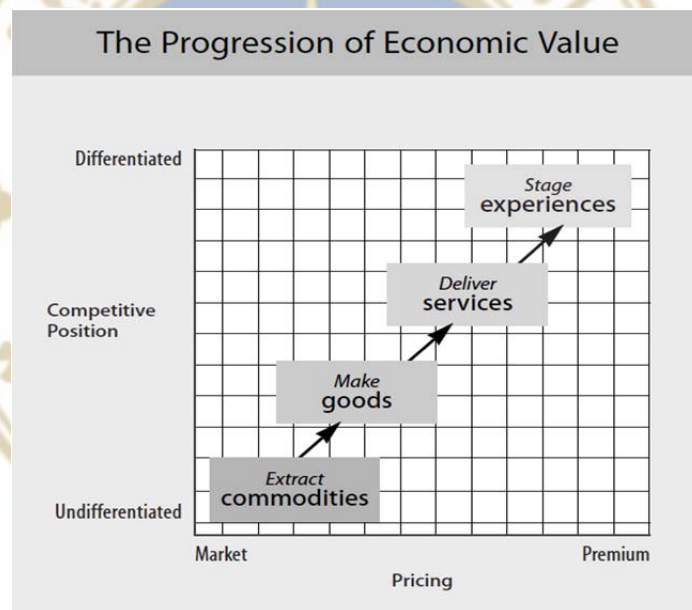 The Progression of Economic Value
Differentiated
Stage
experiences
Deliver
services
Competitive
Position
Make
goods
Extract
commodities
Undifferentiated
Market
Premium
Pricing